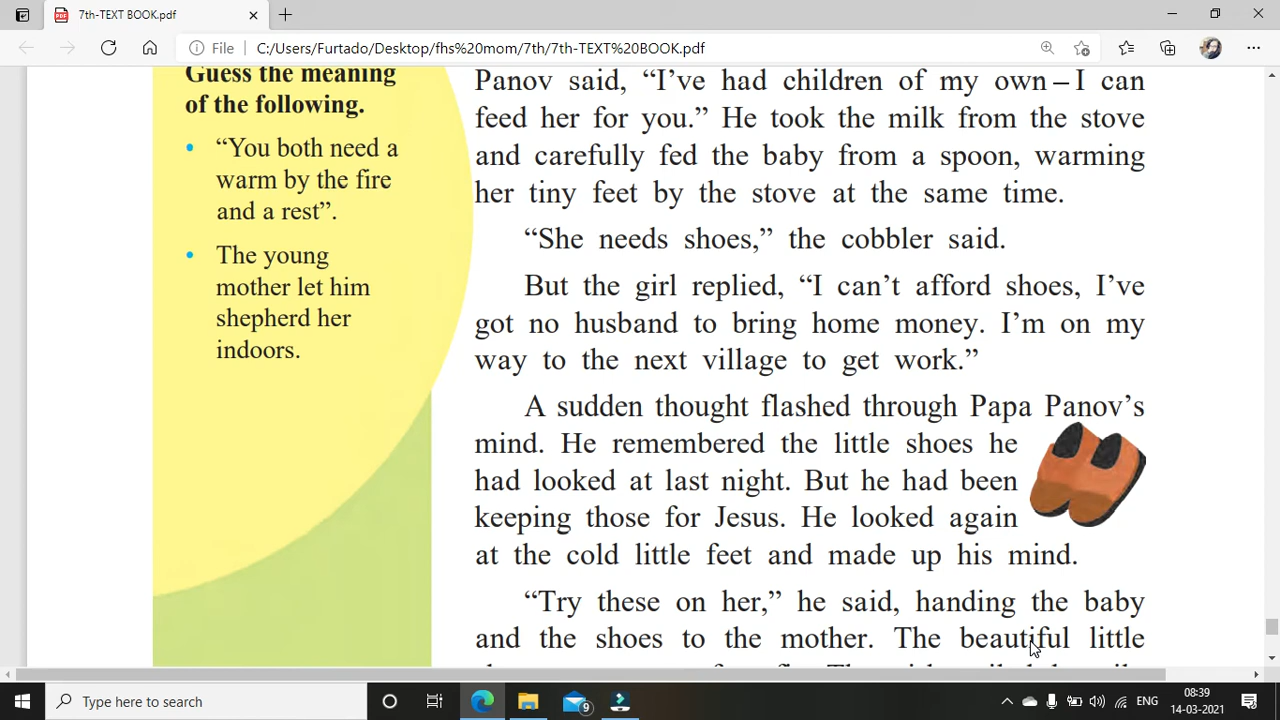 7th-TEXT BOOK.pdf
File
C:/Users/Furtado/Desktop/fhs%20mom/7th/7th-TEXT%20BOOK.pdf
Guess the meaning
of the following.
• “You both need a
warm by the fire
and a rest”.
• The young
mother let him
shepherd her
indoors.
Panov said, “I’ve had children of my own – I can
feed her for you.” He took the milk from the stove
and carefully fed the baby from a spoon, warming
her tiny feet by the stove at the same time.
“She needs shoes,” the cobbler said.
But the girl replied, “I can’t afford shoes, I’ve
got no husband to bring home money. I’m on my
way to the next village to get work.”
A sudden thought flashed through Papa Panov’s
mind. He remembered the little shoes he
had looked at last night. But he had been
keeping those for Jesus. He looked again
at the cold little feet and made up his mind.
“Try these on her,” he said, handing the baby
and the shoes to the mother. The beautiful little
Type here to search
9
ENG
08:39
14-03-2021